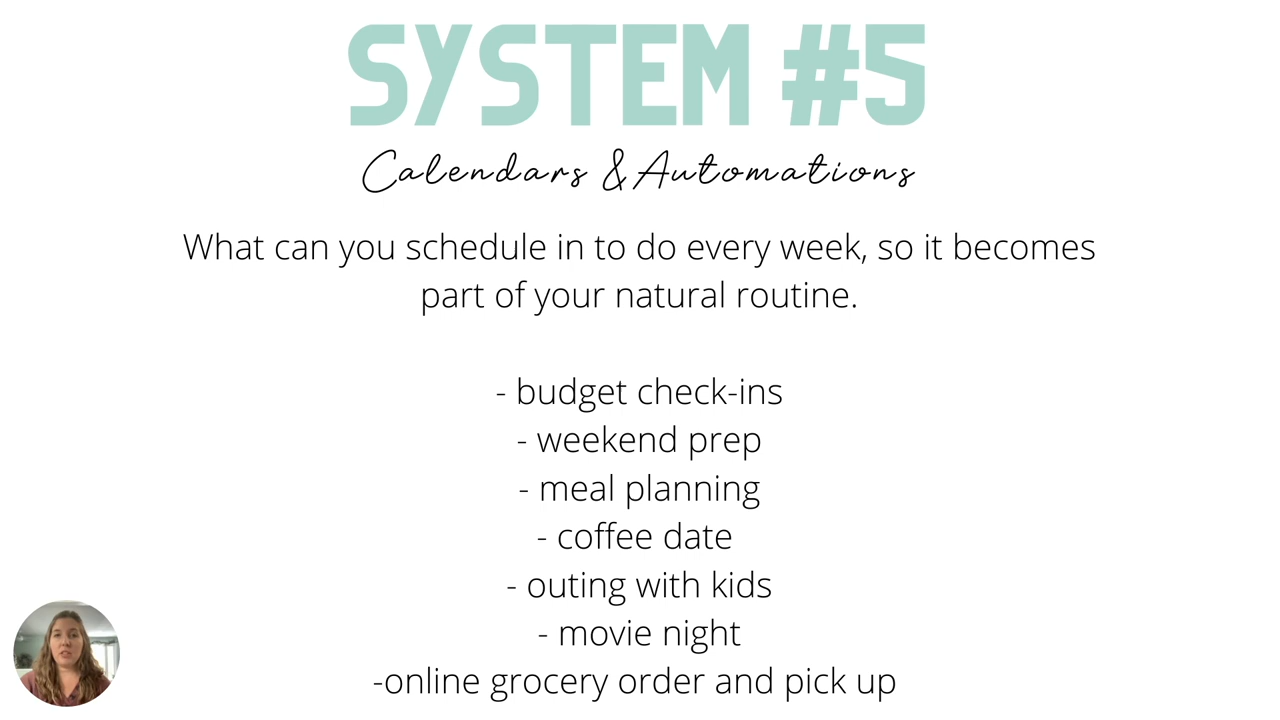 SYSTEM #5
Calendars & Automations
What can you schedule in to do every week, so it becomes
part of your natural routine.
- budget check-ins
- weekend prep
- meal planning
- coffee date
- outing with kids
- movie night
-online grocery order and pick up